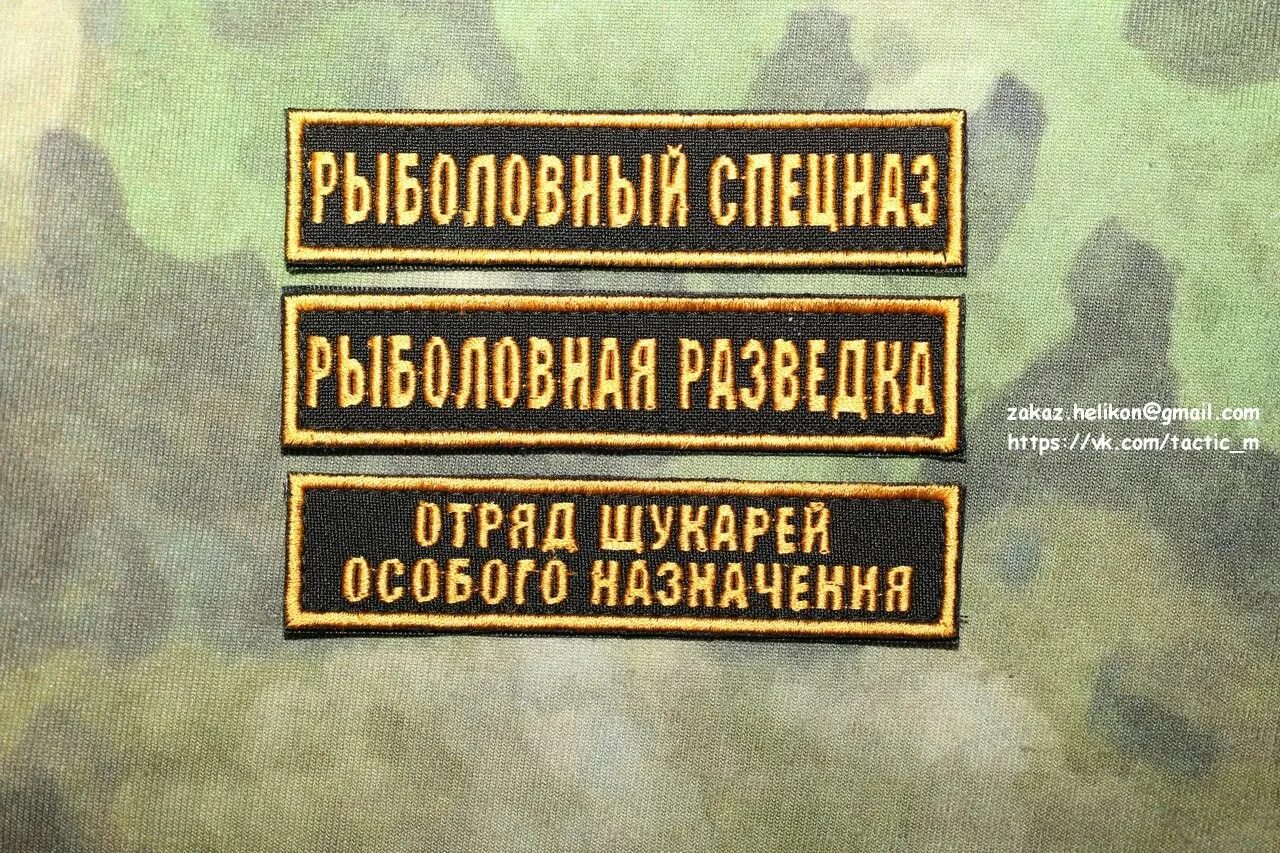 РЫБОЛОВНЫЙ СПЕЦНАЗ
РЫБОЛОВНАЯ РАЗВЕДКА
zakaz.helikon@gmail.com
https://vk.com/tactic_m
ОТРЯД ЩУКАРЕЙ
ОСОБОГО НАЗНАЧЕНИЯ